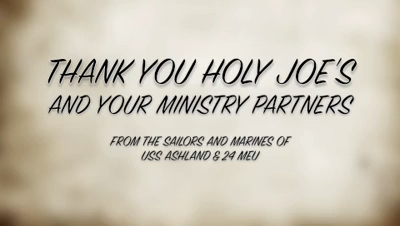 THANK YOU HOLY JOE'S
AND YOUR MINISTRY PARTNERS
FROM THE SAILORS AND MARINES OF
USS ASHLAND & 24 MEU